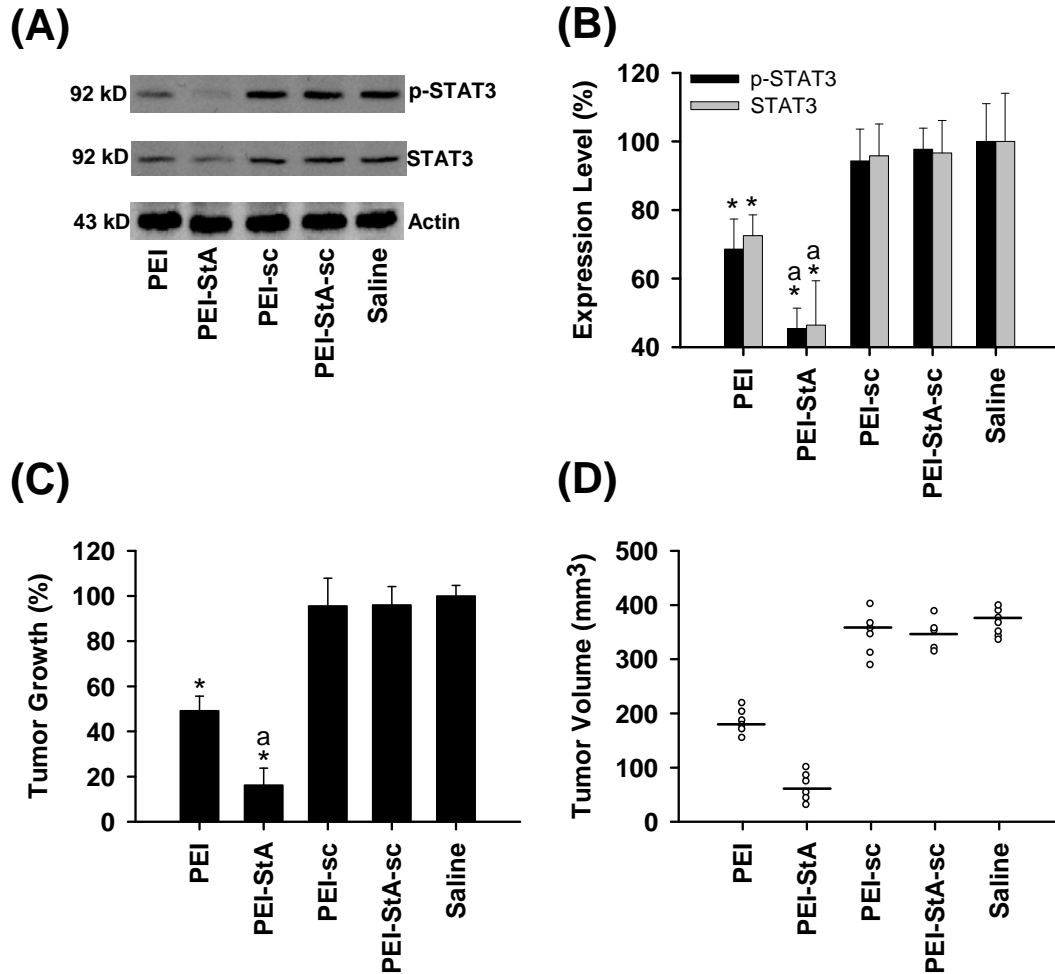 (A)
92 kD p-STAT3
92 kD STAT3
43 kD Actin
PEI
PEI-StA
PEI-sc
PEI-StA-sc
Saline
(B)
p-STAT3
STAT3
Expression Level (%)
120
100
80
60
40
* *
a a
* *
PEI
PEI-StA
PEI-sc
PEI-StA-sc
Saline
(C)
Tumor Growth (%)
120
100
80
60
40
20
0
*
a
*
PEI
PEI-StA
PEI-sc
PEI-StA-sc
Saline
(D)
Tumor Volume (mm3)
500
400
300
200
100
0
PEI
PEI-StA
PEI-sc
PEI-StA-sc
Saline